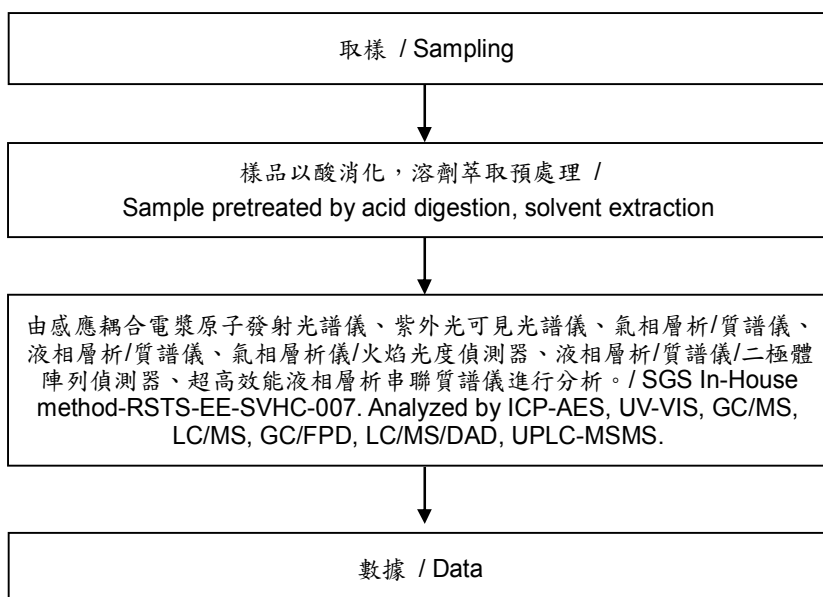 取樣 / Sampling
樣品以酸消化，溶劑萃取預處理 /
Sample pretreated by acid digestion, solvent extraction
由感應耦合電漿原子發射光譜儀、紫外光可見光譜儀、氣相層析/質譜儀、
液相層析/質譜儀、氣相層析儀/火焰光度偵測器、液相層析/質譜儀/二極體
陣列偵測器、超高效能液相層析串聯質譜儀進行分析。/ SGS In-House
method-RSTS-EE-SVHC-007. Analyzed by ICP-AES, UV-VIS, GC/MS,
LC/MS, GC/FPD, LC/MS/DAD, UPLC-MSMS.
數據 / Data